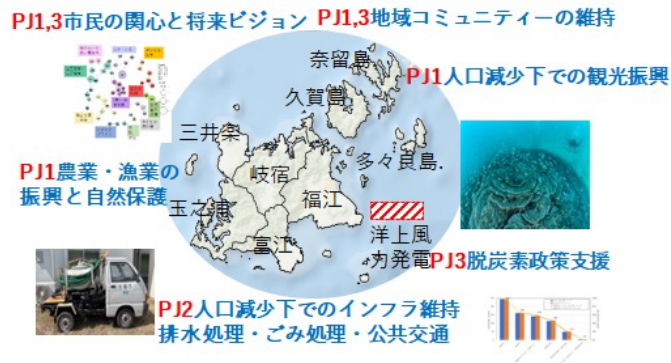 PJ1,3市民の関心と将来ビジョン
PJ1,3地域コミュニティーの維持
奈留島
PJ1人口減少下での観光振興
久賀島
三井楽
多々良島.
PJ1農業・漁業の
振興と自然保護
岐宿
福江
玉之浦
富江
洋上風
力発電
PJ3脱炭素政策支援
PJ2人口減少下でのインフラ維持
排水処理・ごみ処理・公共交通